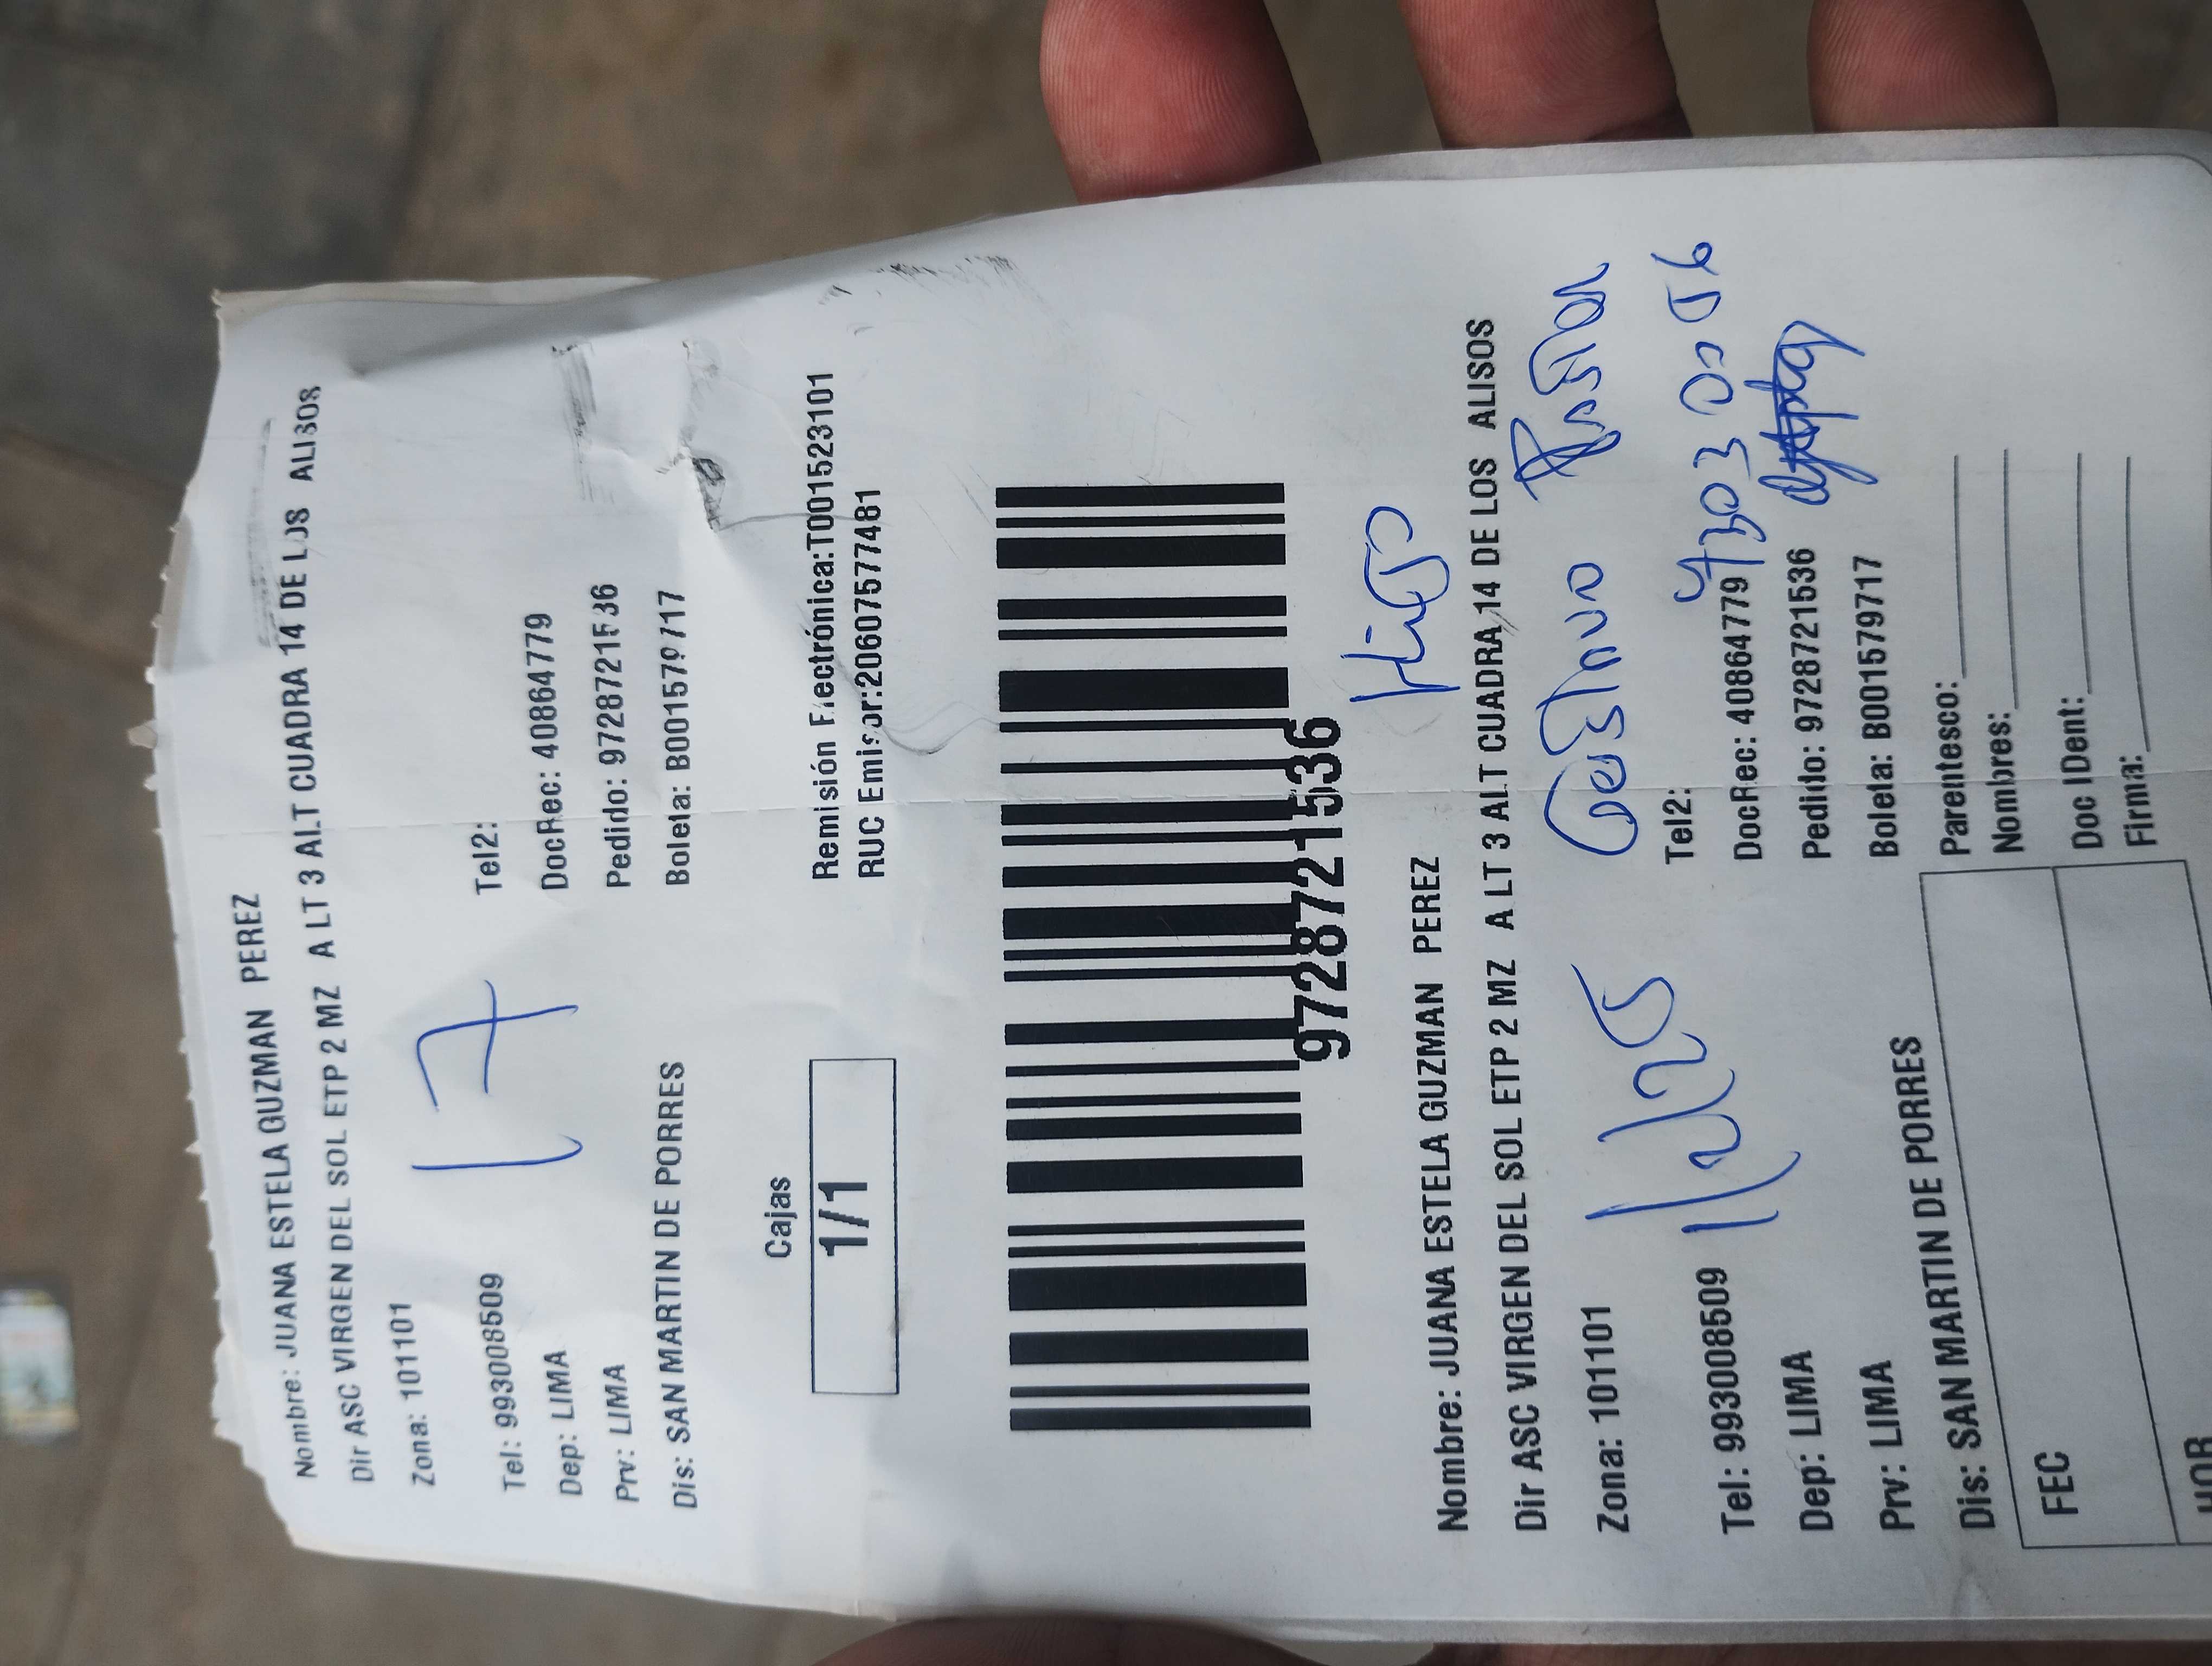 Nombre: JUANA ESTELA GUZMAN PEREZ
Dir ASC VIRGEN DEL SOL ETP 2 MZ A LT 3 ALT CUADRA 14 DE LOS ALISOS
Zona: 101101
17
Tel: 993008509 Tel2:
Dep: LIMA DocRec: 40864779
Prv: LIMA Pedido: 9728721536
Dis: SAN MARTIN DE PORRES Boleta: B001579717
Cajas
1/1
Remisión Electrónica:T001523101
RUC Emisor:20607577481
9728721536
Hijo
Nombre: JUANA ESTELA GUZMAN PEREZ
Dir ASC VIRGEN DEL SOL ETP 2 MZ A LT 3 ALT CUADRA 14 DE LOS ALISOS
Gustavo
Zona: 101101
Tel: 993008509 Tel2:
Dep: LIMA DocRec: 40864779
Prv: LIMA Pedido: 9728721536
Dis: SAN MARTIN DE PORRES Boleta: B001579717
FEC Parentesco:
Nombres:
Doc IDent:
HOR Firma: